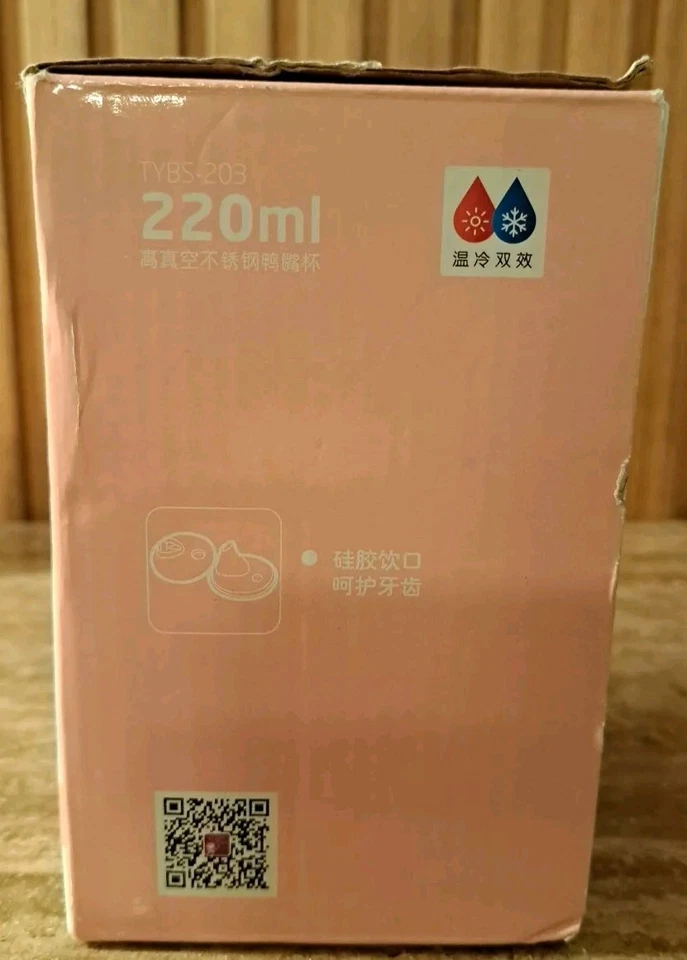 TYBS-203
220ml
高真空不锈钢鸭嘴杯
温冷双效
硅胶饮口
呵护牙齿